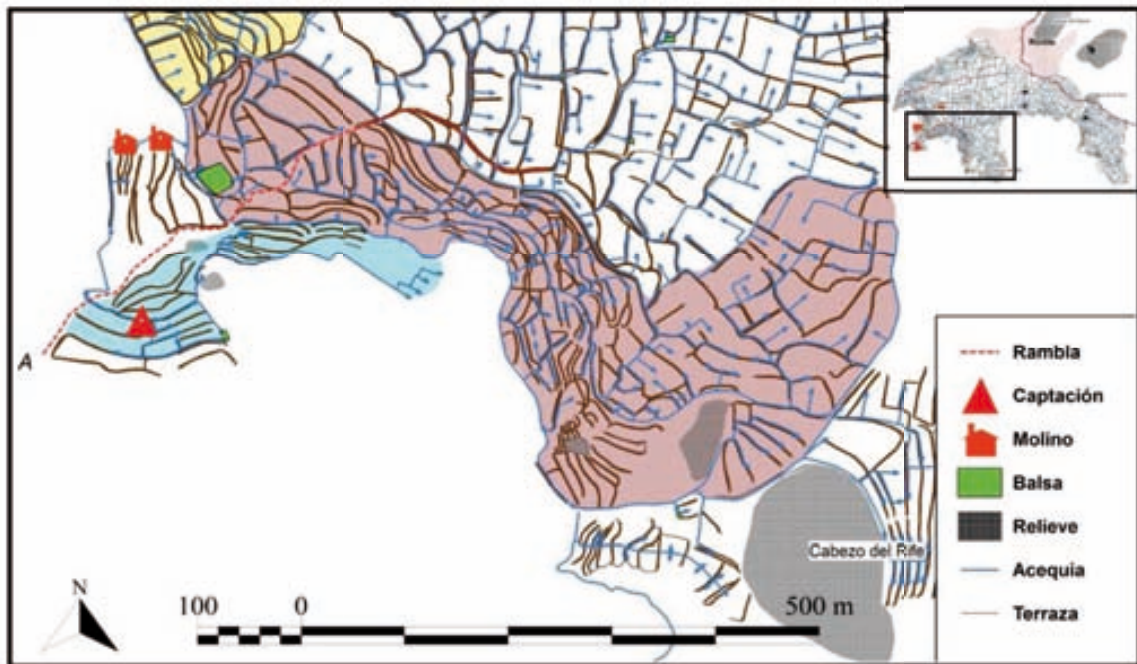 A
Cabezo del Rife
N
100 0 500 m
Rambla
Captación
Molino
Balsa
Relieve
Acequia
Terraza